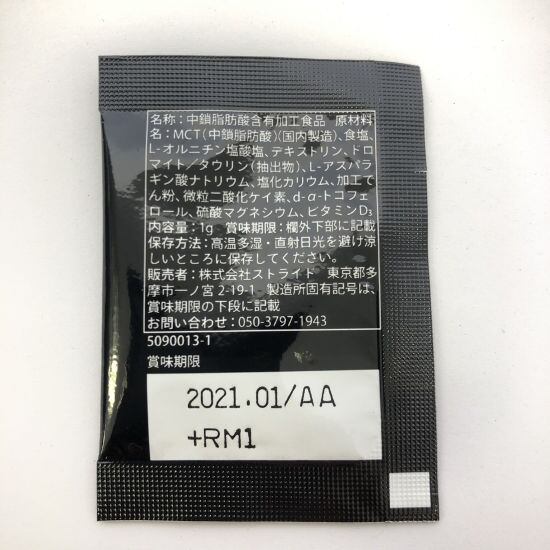 名称：中鎖脂肪酸含有加工食品　原材料
名：MCT（中鎖脂肪酸）（国内製造）、食塩、
L-オルニチン塩酸塩、デキストリン、ドロ
マイト／タウリン（抽出物）、L-アスパラ
ギン酸ナトリウム、塩化カリウム、加工で
ん粉、微粒二酸化ケイ素、d-α-トコフェ
ロール、硫酸マグネシウム、ビタミンD₃
内容量：1g　賞味期限：欄外下部に記載
保存方法：高温多湿・直射日光を避け涼
しいところに保存してください。
販売者：株式会社ストライド　東京都多
摩市一ノ宮 2-19-1　製造所固有記号は、
賞味期限の下段に記載
お問い合わせ：050-3797-1943
5090013-1
賞味期限
2021.01/AA
+RM1